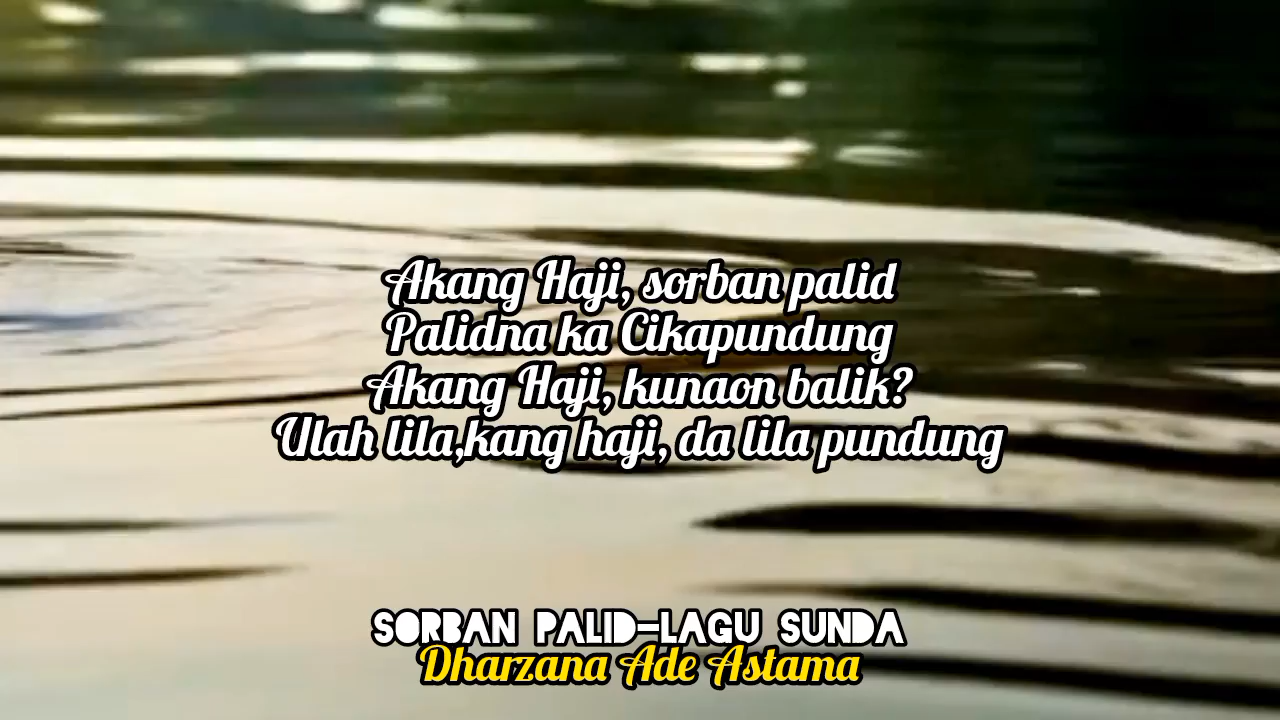 Akang Haji, sorban palid
Palidna ka Cikapundung
Akang Haji, kunaon balik?
Ulah lila,kang haji, da lila pundung
SORBAN PALID-LAGU SUNDA
Dharzana Ade Astama